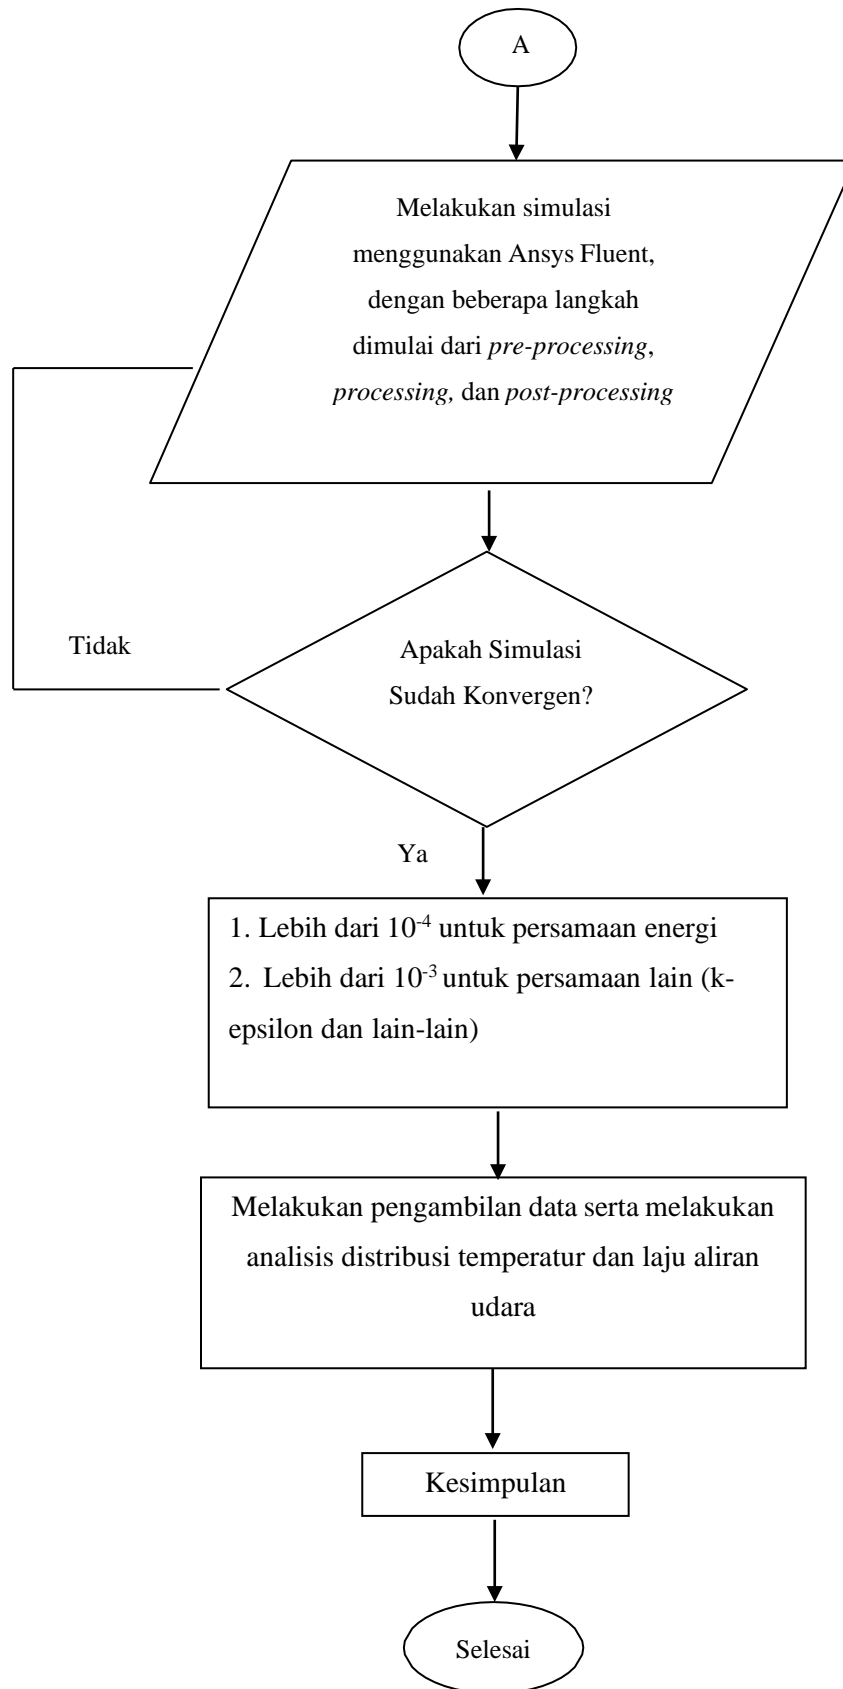 A
Melakukan simulasi
menggunakan Ansys Fluent,
dengan beberapa langkah
dimulai dari pre-processing,
processing, dan post-processing
Tidak
Apakah Simulasi
Sudah Konvergen?
Ya
1. Lebih dari 10⁻⁴ untuk persamaan energi
2. Lebih dari 10⁻³ untuk persamaan lain (k-
epsilon dan lain-lain)
Melakukan pengambilan data serta melakukan
analisis distribusi temperatur dan laju aliran
udara
Kesimpulan
Selesai